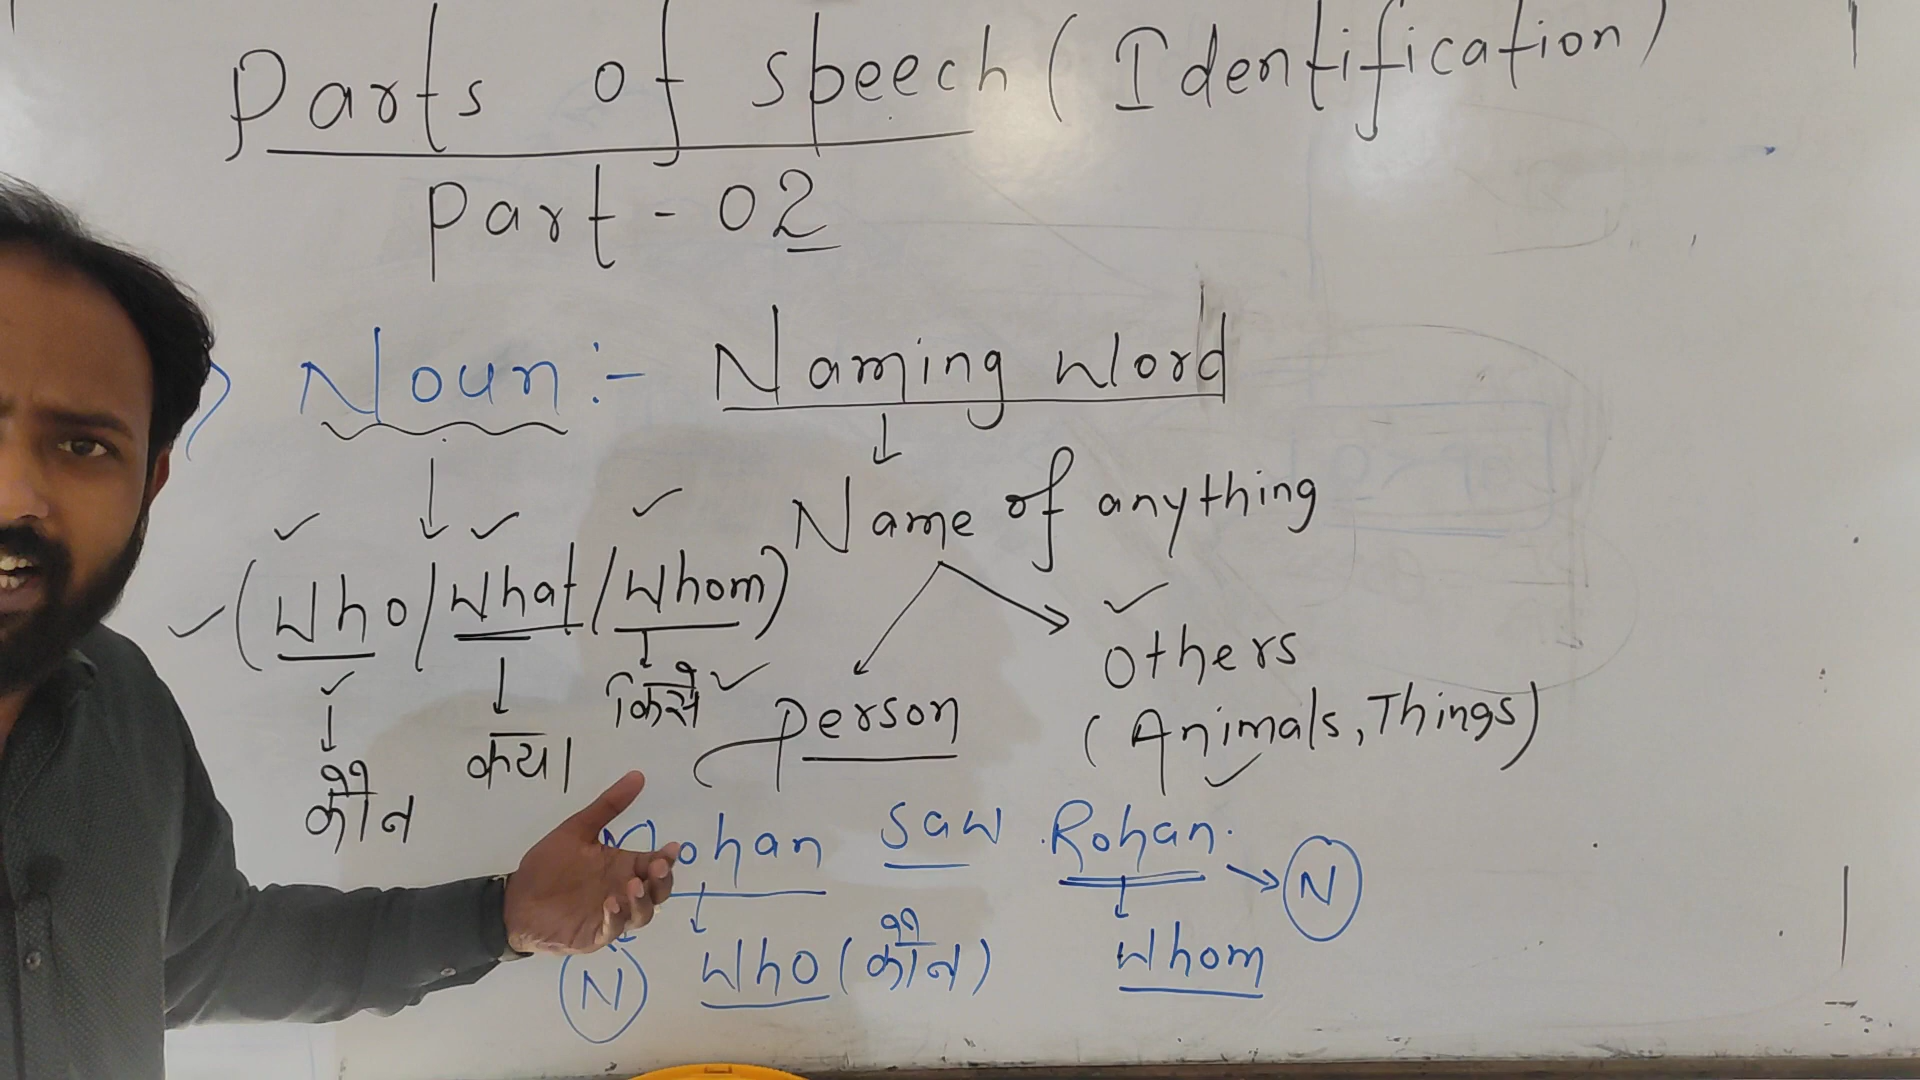 Parts of speech (Identification)
Part-02
Noun:- Naming Word
Name of anything
(Who/What/Whom)
Others
(Animals, Things)
Person
कौन क्या किसे
Mohan saw Rohan. N
N Who (कौन) Whom